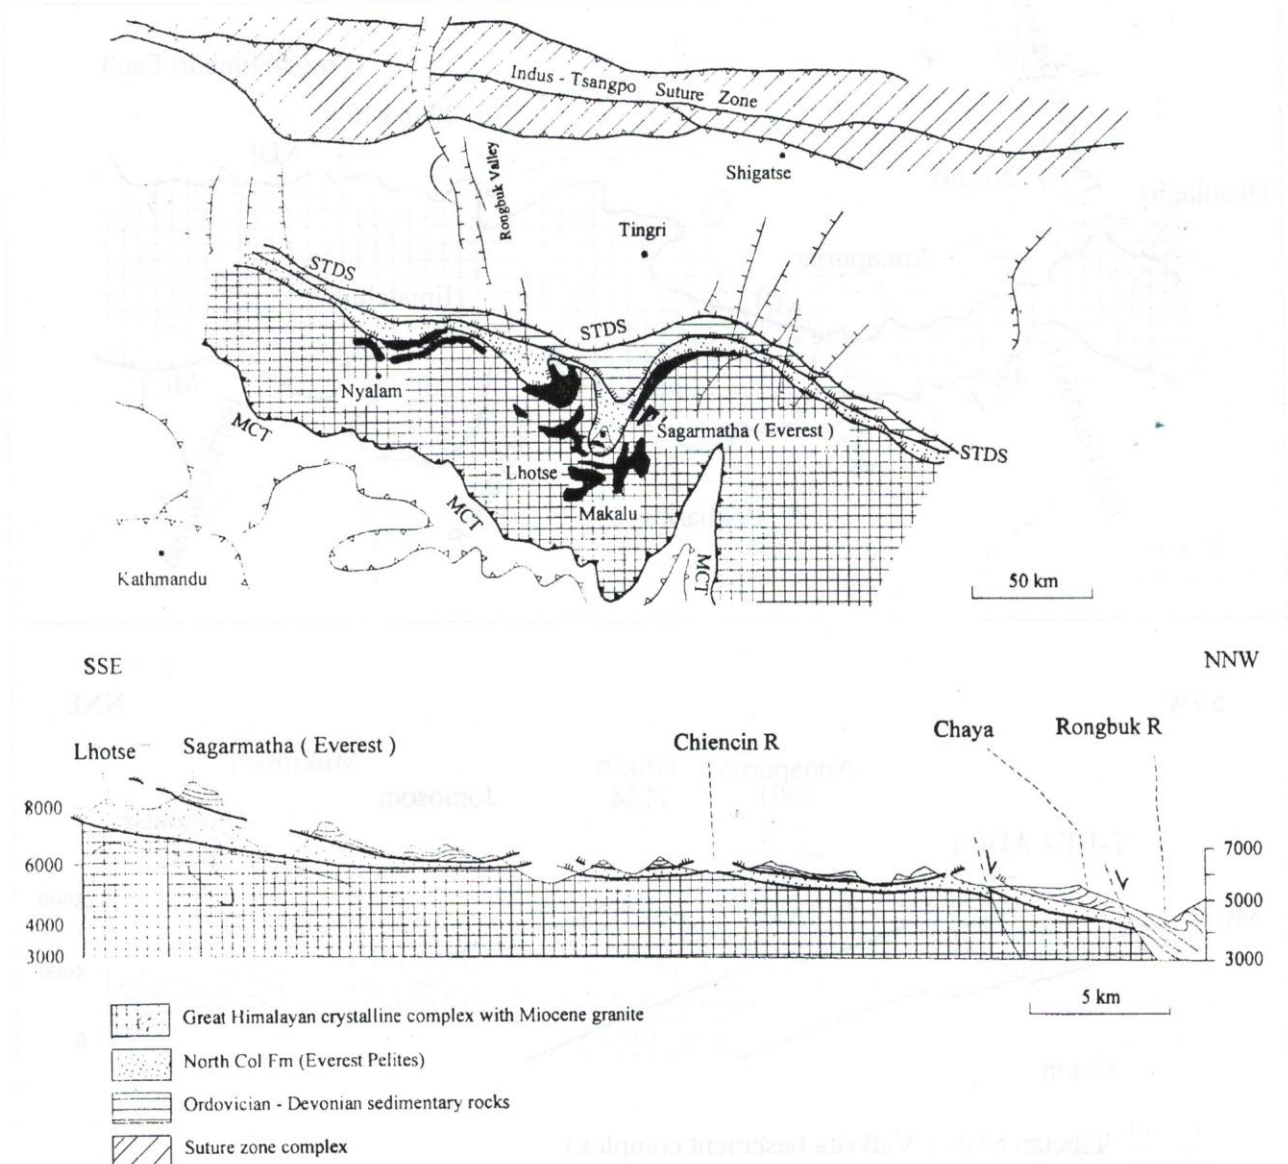 Indus - Tsangpo Suture Zone
Shigatse
Rongbuk Valley
Tingri
STDS
STDS
Nyalam
MCT
Sagarmatha ( Everest )
STDS
Lhotse
MCT
Makalu
MCT
Kathmandu
50 km
SSE
NNW
Lhotse
Sagarmatha ( Everest )
Chiencin R
Chaya
Rongbuk R
8000
6000
4000
3000
7000
5000
3000
5 km
Great Himalayan crystalline complex with Miocene granite
North Col Fm (Everest Pelites)
Ordovician - Devonian sedimentary rocks
Suture zone complex